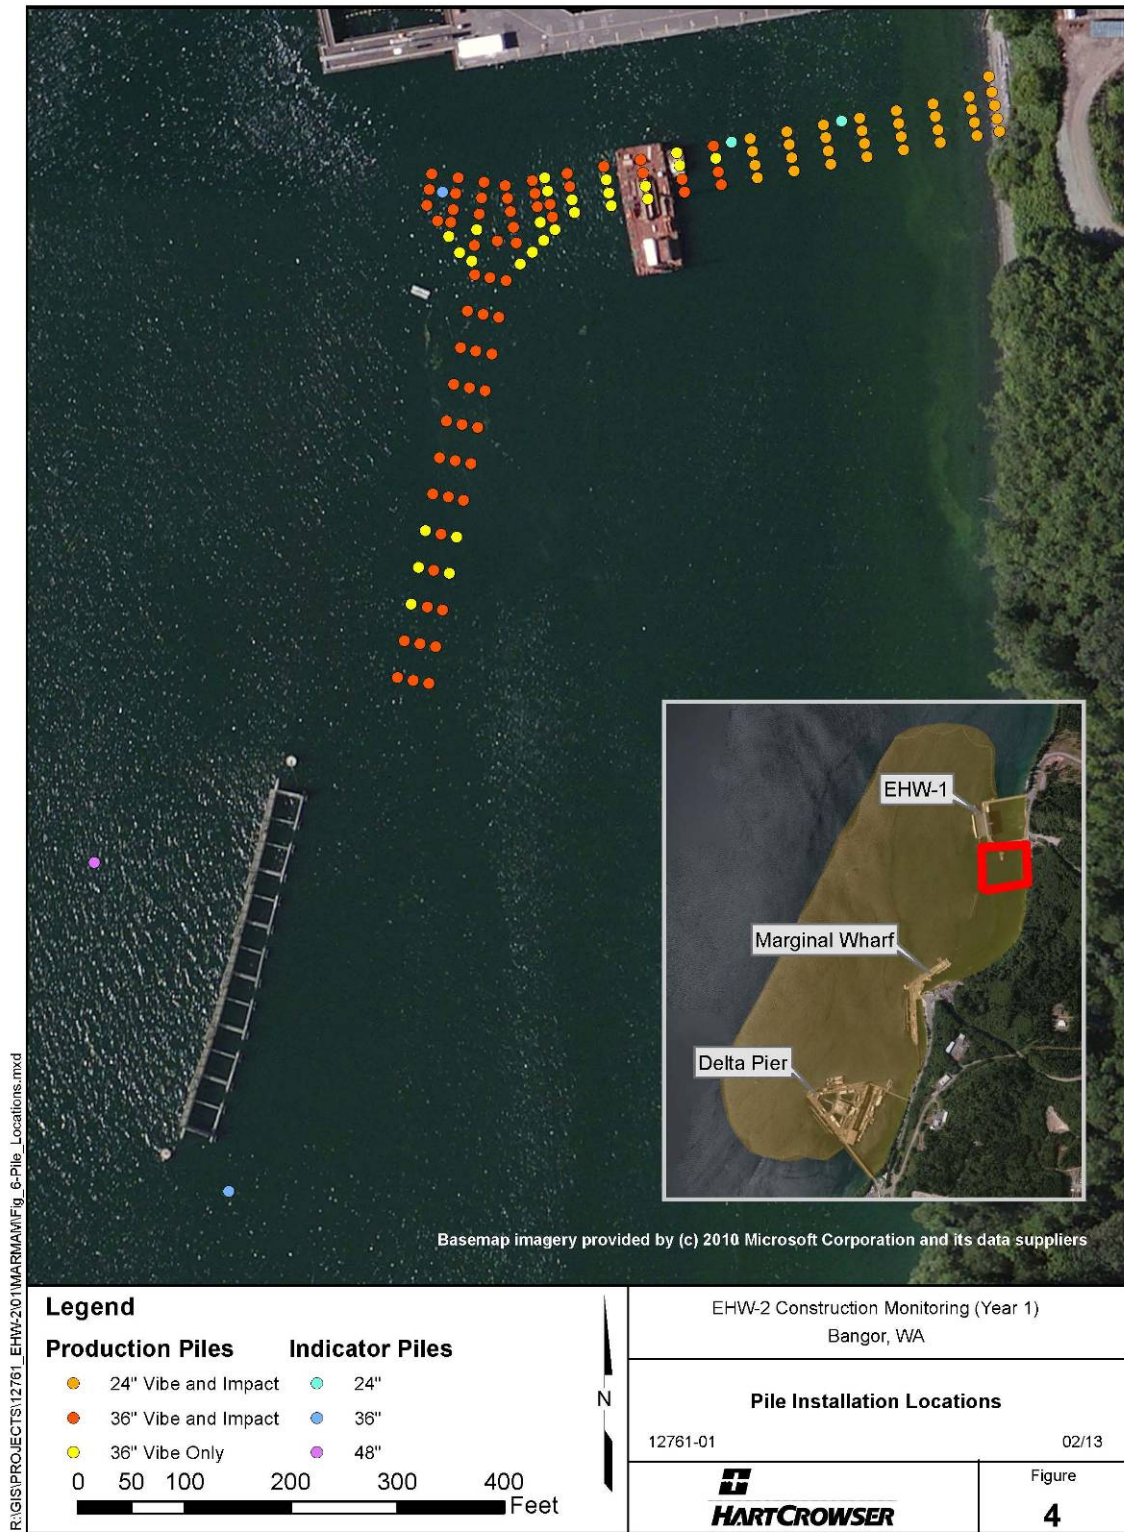 EHW-1
Marginal Wharf
Delta Pier
Basemap imagery provided by (c) 2010 Microsoft Corporation and its data suppliers
R:\GIS\PROJECTS\12761_EHW-2\01\MARMAM\Fig_6-Pile_Locations.mxd
Legend
Production Piles
Indicator Piles
24" Vibe and Impact
24"
36" Vibe and Impact
36"
36" Vibe Only
48"
0 50 100 200 300 400
Feet
N
EHW-2 Construction Monitoring (Year 1)
Bangor, WA
Pile Installation Locations
12761-01
02/13
HARTCROWSER
Figure
4